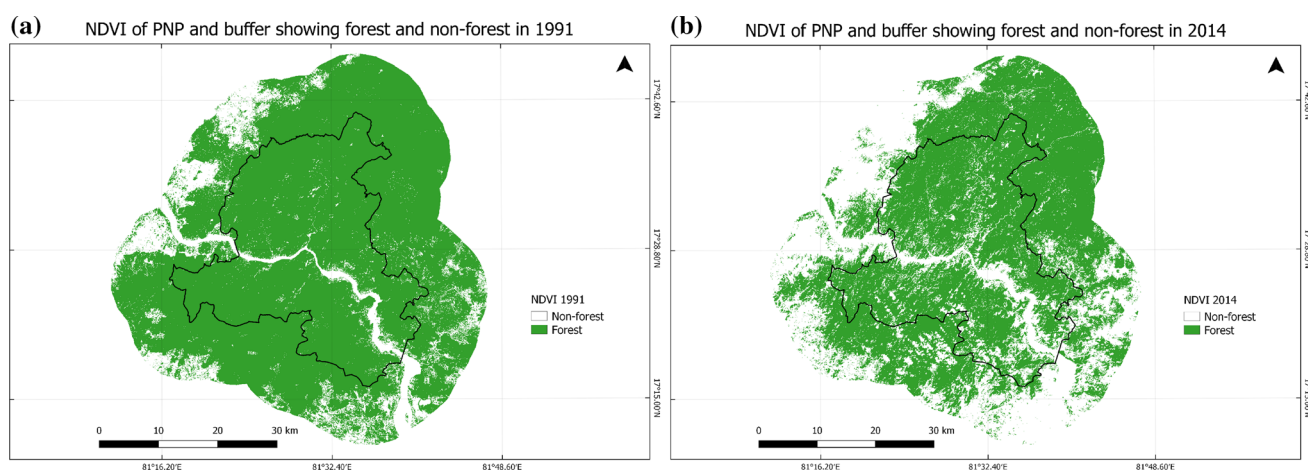 (a)
NDVI of PNP and buffer showing forest and non-forest in 1991
17°42.60'N
17°28.80'N
17°15.00'N
NDVI 1991
Non-forest
Forest
0 10 20 30 km
81°16.20'E 81°32.40'E 81°48.60'E
(b)
NDVI of PNP and buffer showing forest and non-forest in 2014
NDVI 2014
Non-forest
Forest
0 10 20 30 km
81°16.20'E 81°32.40'E 81°48.60'E